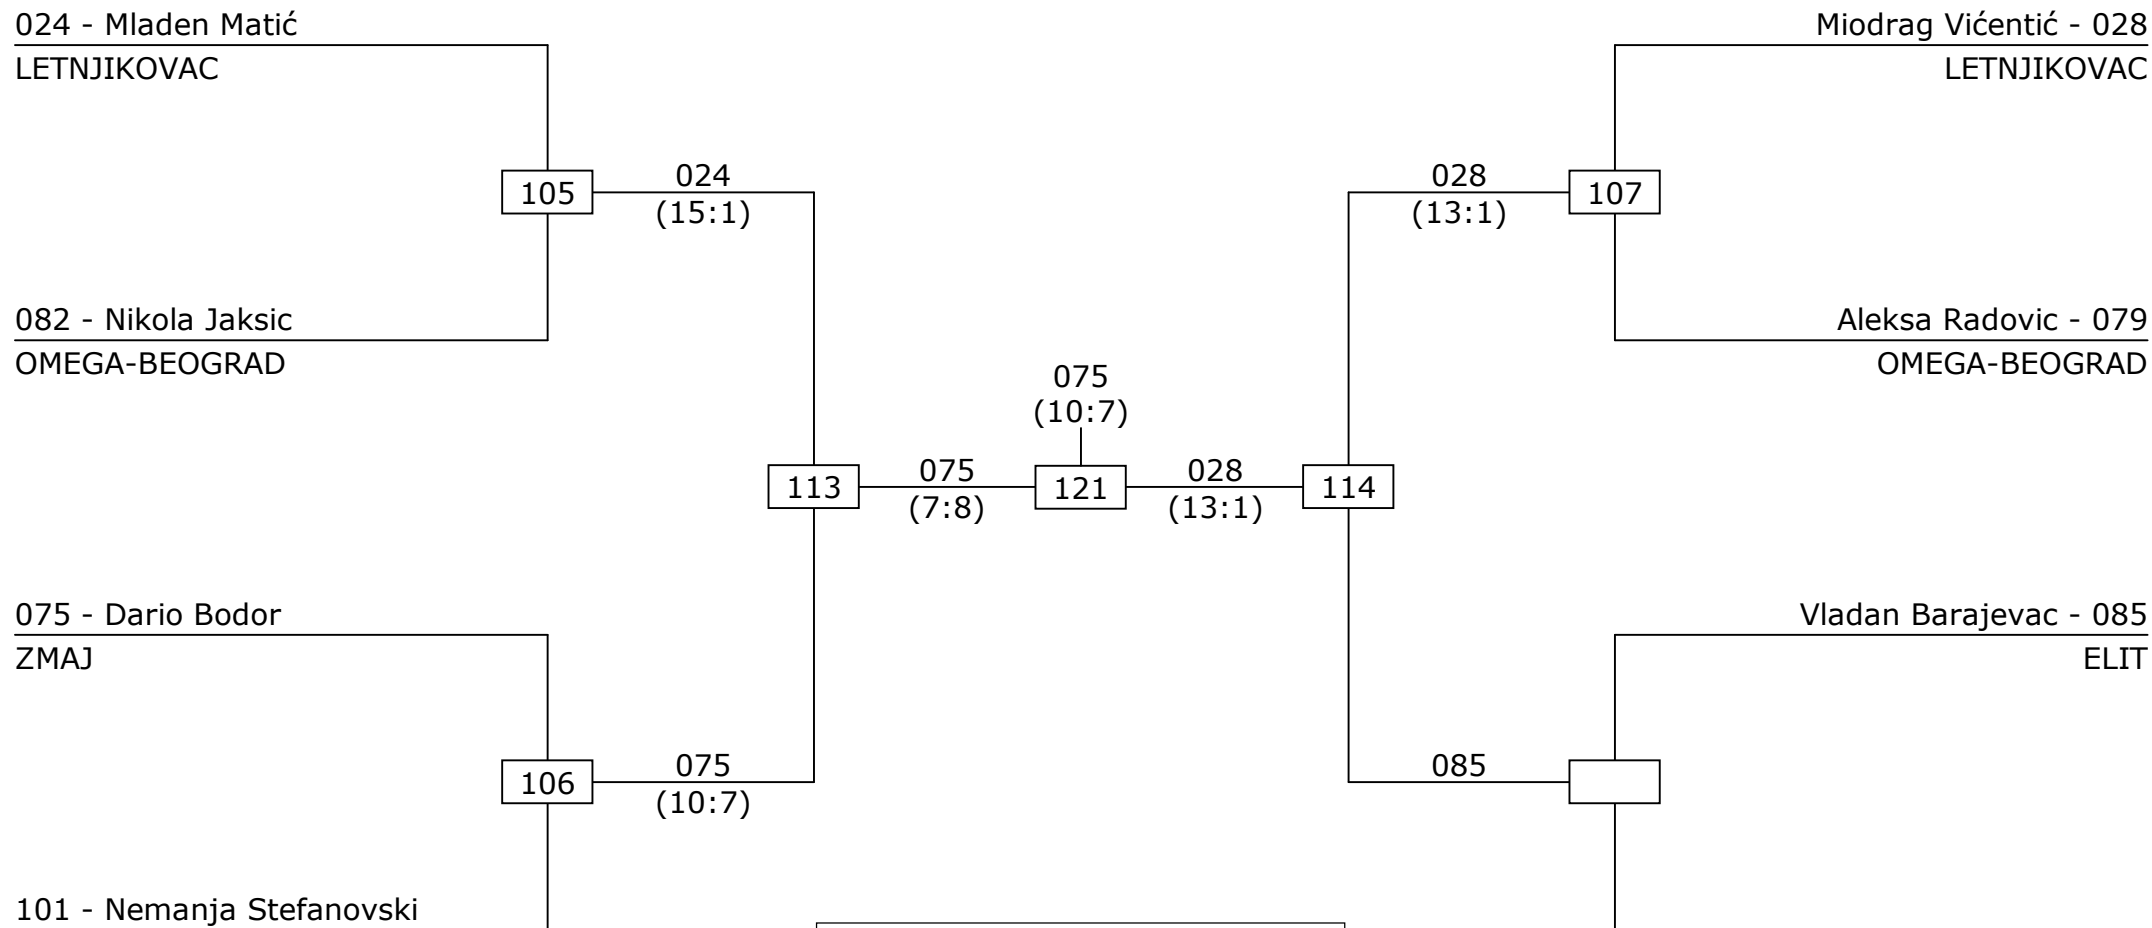 024 - Mladen Matić
LETNJIKOVAC
Miodrag Vićentić - 028
LETNJIKOVAC
105
024
(15:1)
028
(13:1)
107
082 - Nikola Jaksic
OMEGA-BEOGRAD
Aleksa Radovic - 079
OMEGA-BEOGRAD
075
(10:7)
113
075
(7:8)
121
028
(13:1)
114
075 - Dario Bodor
ZMAJ
Vladan Barajevac - 085
ELIT
106
075
(10:7)
085
101 - Nemanja Stefanovski